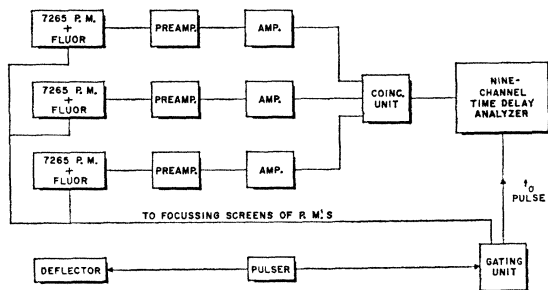 7265 P. M.
+
FLUOR
PREAMP.
AMP.
7265 P. M.
+
FLUOR
PREAMP.
AMP.
COINC.
UNIT
NINE-
CHANNEL
TIME DELAY
ANALYZER
7265 P. M.
+
FLUOR
PREAMP.
AMP.
t₀
PULSE
TO FOCUSSING SCREENS OF P. M.'S
DEFLECTOR
PULSER
GATING
UNIT